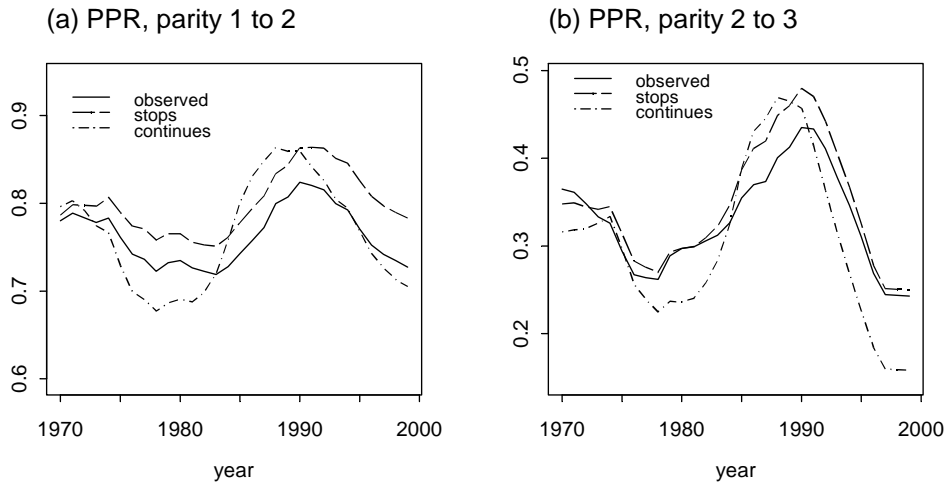 (a) PPR, parity 1 to 2
0.9
0.8
0.7
0.6
observed
stops
continues
1970 1980 1990 2000
year
(b) PPR, parity 2 to 3
0.5
0.4
0.3
0.2
observed
stops
continues
1970 1980 1990 2000
year